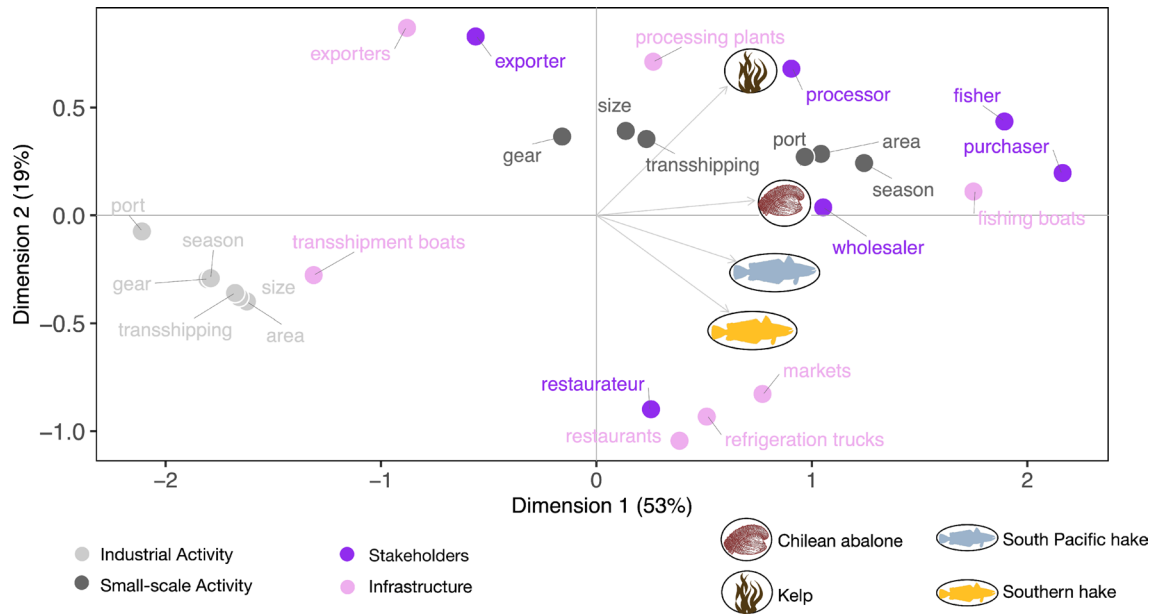 exporters
exporter
processing plants
processor
fisher
purchaser
size
gear
transshipping
port
area
season
fishing boats
wholesaler
port
season
gear
transshipment boats
size
transshipping
area
markets
restaurateur
restaurants
refrigeration trucks
0.5
0.0
−0.5
−1.0
Dimension 2 (19%)
−2
−1
0
1
2
Dimension 1 (53%)
Industrial Activity
Small-scale Activity
Stakeholders
Infrastructure
Chilean abalone
Kelp
South Pacific hake
Southern hake